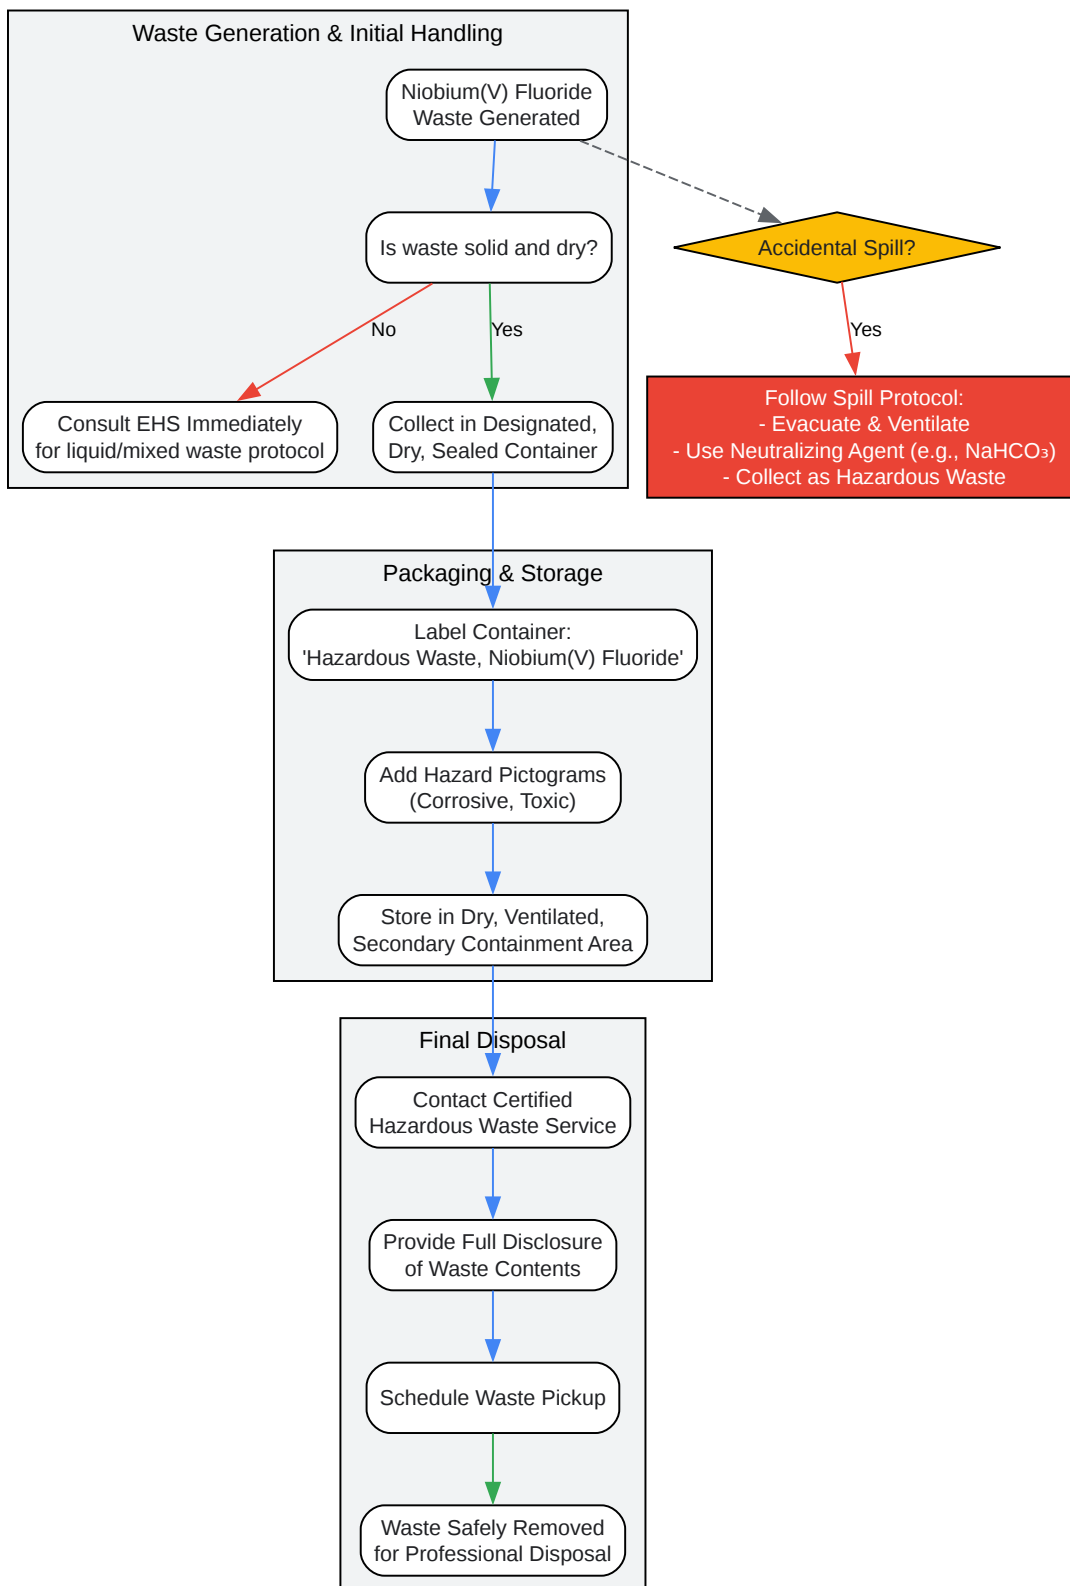 Waste Generation & Initial Handling
Niobium(V) Fluoride
Waste Generated
Is waste solid and dry?
Accidental Spill?
No
Yes
Yes
Consult EHS Immediately
for liquid/mixed waste protocol
Collect in Designated,
Dry, Sealed Container
Follow Spill Protocol:
- Evacuate & Ventilate
- Use Neutralizing Agent (e.g., NaHCO₃)
- Collect as Hazardous Waste
Packaging & Storage
Label Container:
'Hazardous Waste, Niobium(V) Fluoride'
Add Hazard Pictograms
(Corrosive, Toxic)
Store in Dry, Ventilated,
Secondary Containment Area
Final Disposal
Contact Certified
Hazardous Waste Service
Provide Full Disclosure
of Waste Contents
Schedule Waste Pickup
Waste Safely Removed
for Professional Disposal